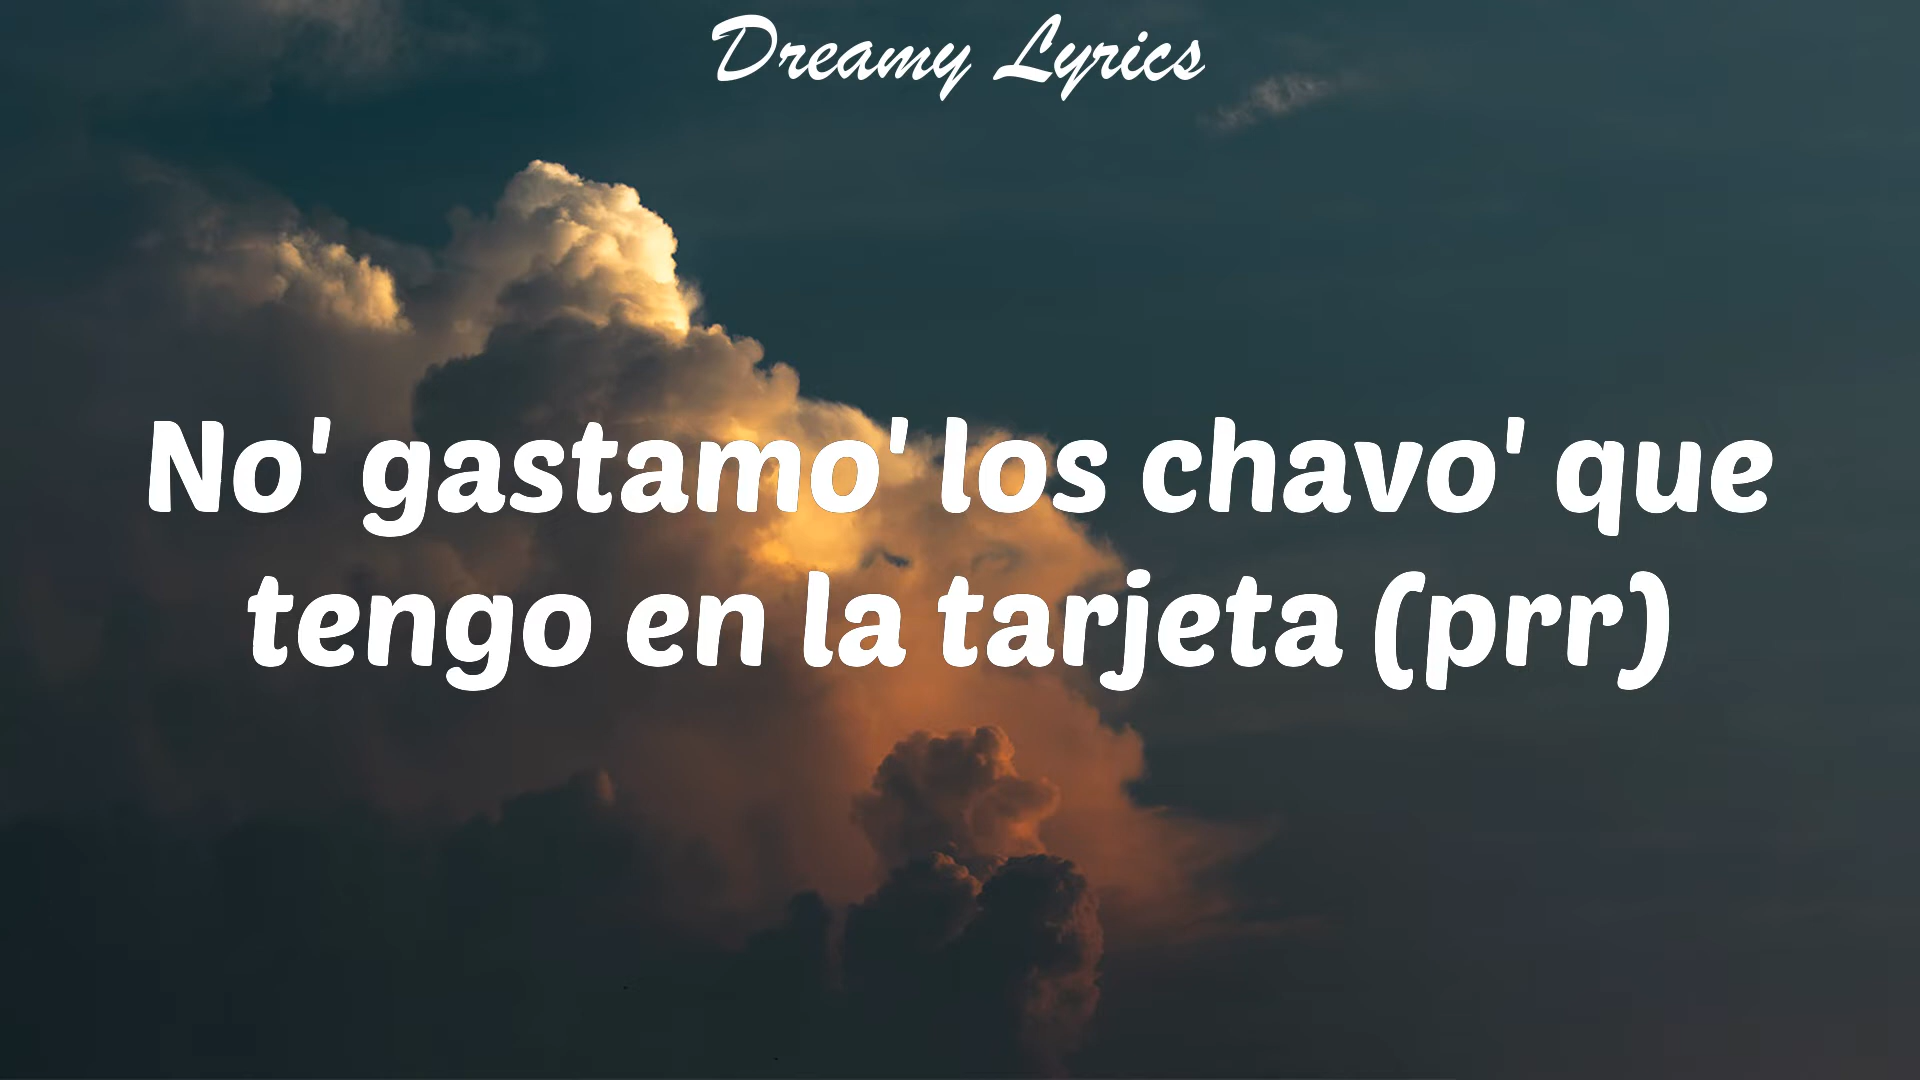 Dreamy Lyrics
No' gastamo' los chavo' que
tengo en la tarjeta (prr)